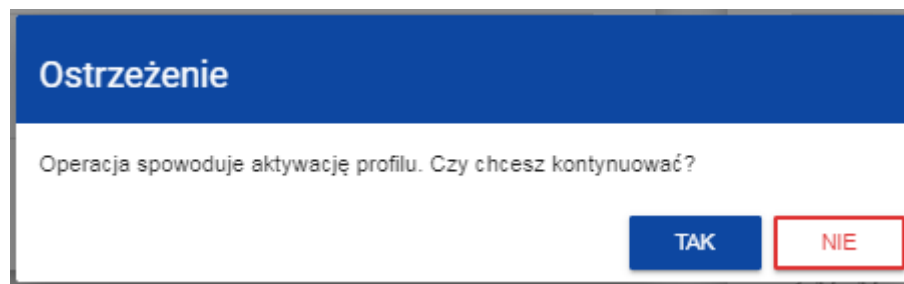 Ostrzeżenie
Operacja spowoduje aktywację profilu. Czy chcesz kontynuować?
TAK NIE